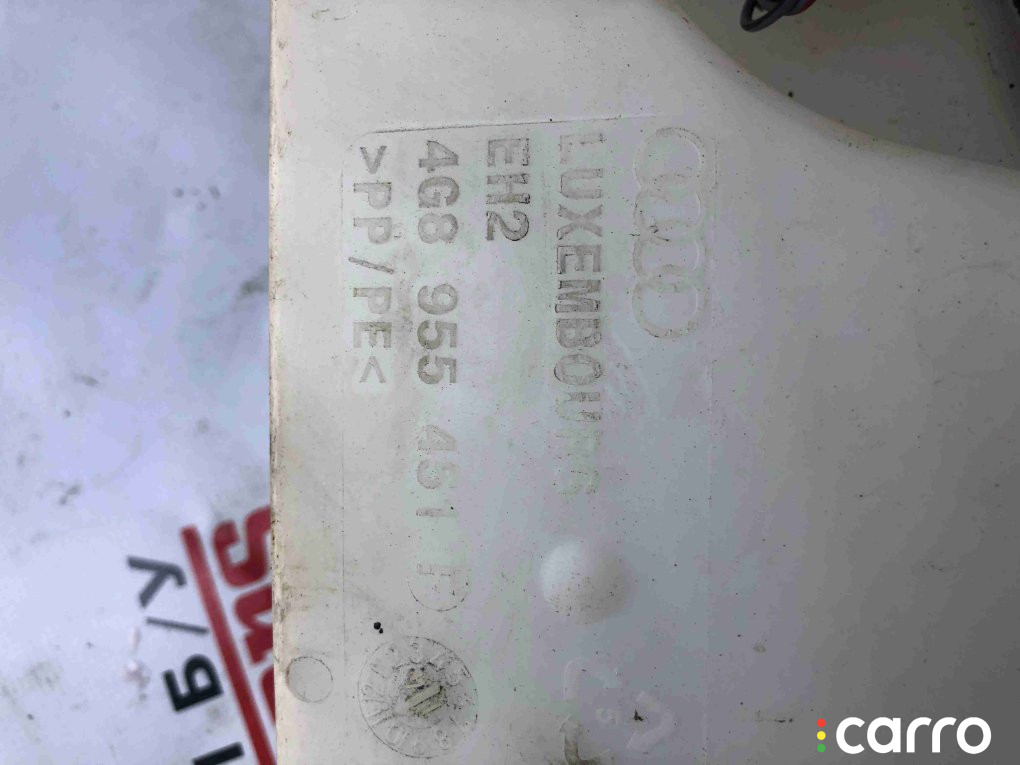 LUXEMBOURG
EH2
4G8 955 451
>PP/PE<
Б/У
carro